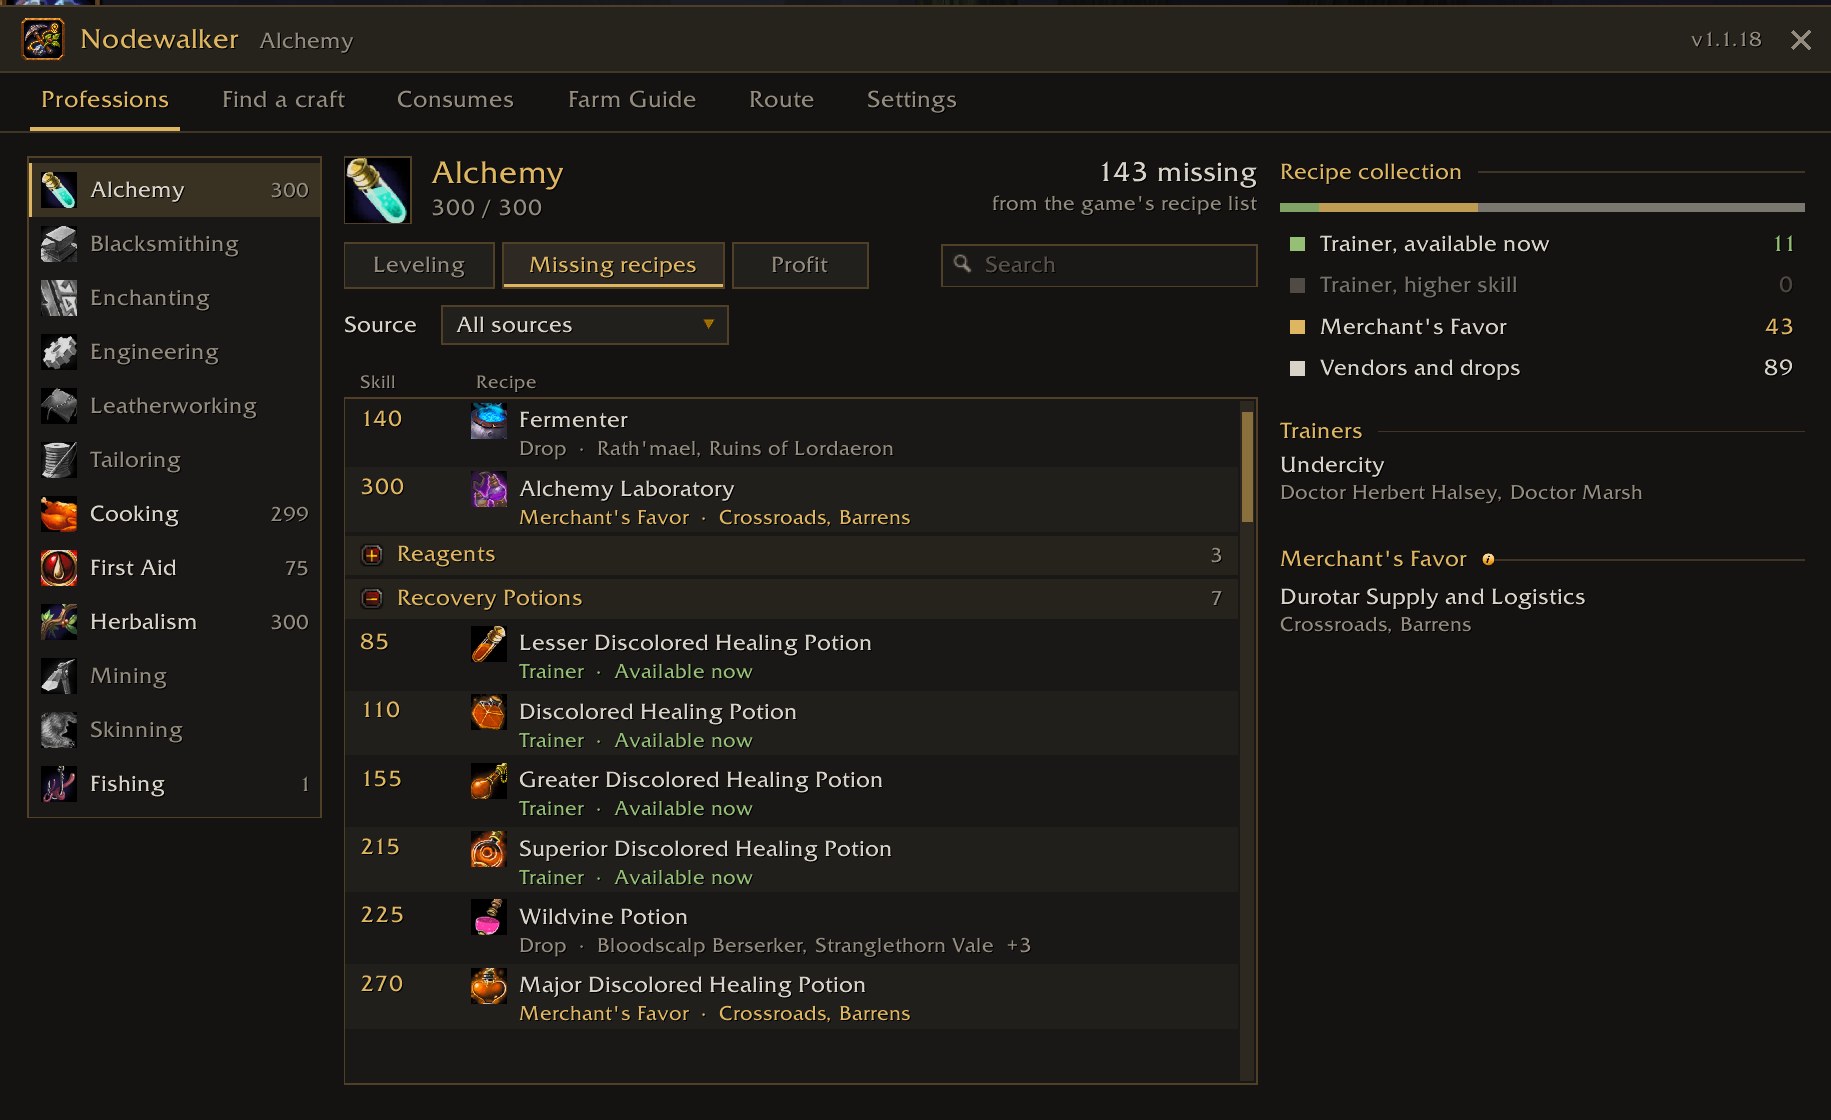 Nodewalker Alchemy v1.1.18
Professions Find a craft Consumes Farm Guide Route Settings
Alchemy 300
Blacksmithing
Enchanting
Engineering
Leatherworking
Tailoring
Cooking 299
First Aid 75
Herbalism 300
Mining
Skinning
Fishing 1
Alchemy
300 / 300
143 missing
from the game's recipe list
Leveling Missing recipes Profit Search
Source All sources
Skill Recipe
140 Fermenter
Drop · Rath'mael, Ruins of Lordaeron
300 Alchemy Laboratory
Merchant's Favor · Crossroads, Barrens
Reagents 3
Recovery Potions 7
85 Lesser Discolored Healing Potion
Trainer · Available now
110 Discolored Healing Potion
Trainer · Available now
155 Greater Discolored Healing Potion
Trainer · Available now
215 Superior Discolored Healing Potion
Trainer · Available now
225 Wildvine Potion
Drop · Bloodscalp Berserker, Stranglethorn Vale +3
270 Major Discolored Healing Potion
Merchant's Favor · Crossroads, Barrens
Recipe collection
Trainer, available now 11
Trainer, higher skill 0
Merchant's Favor 43
Vendors and drops 89
Trainers
Undercity
Doctor Herbert Halsey, Doctor Marsh
Merchant's Favor
Durotar Supply and Logistics
Crossroads, Barrens